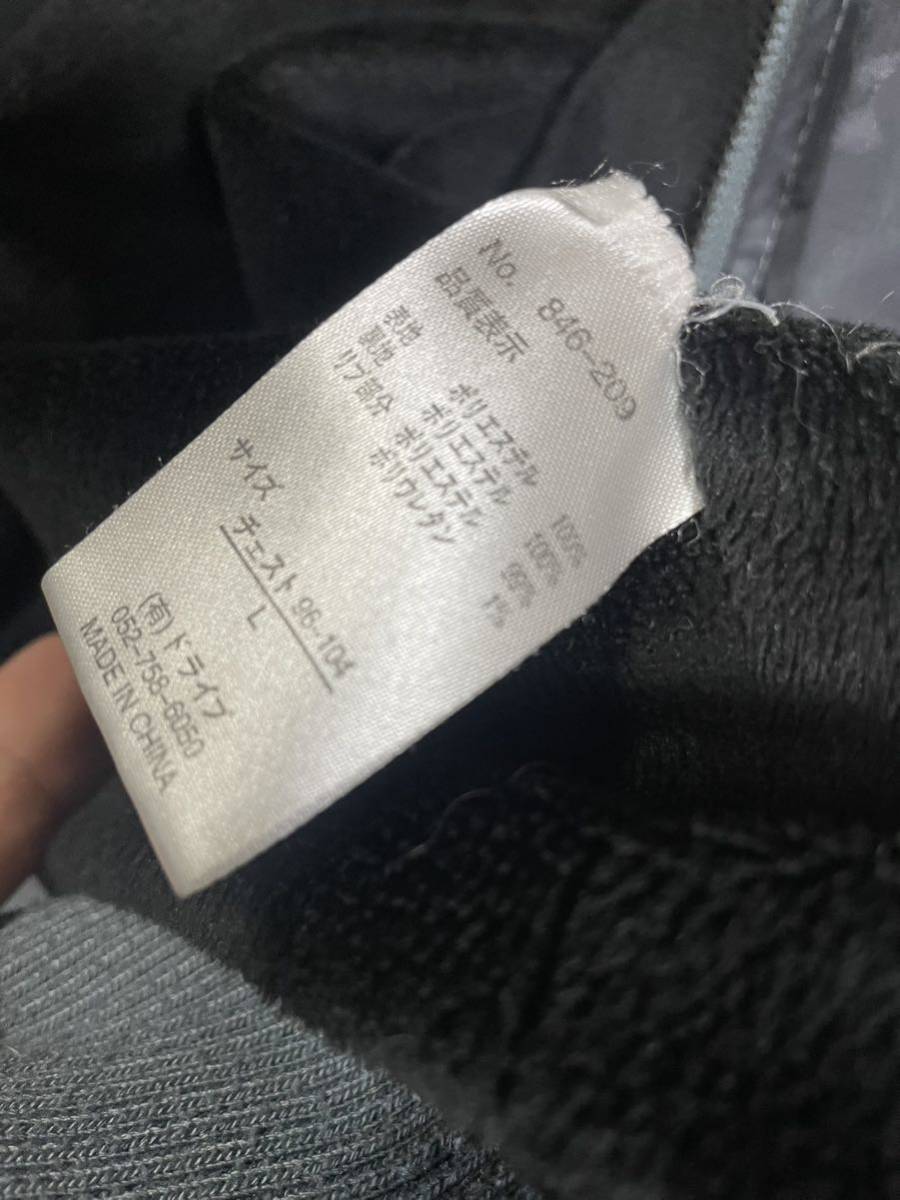 No. 846-209
品質表示
表地 ポリエステル 100%
裏地 ポリエステル 100%
リブ部分 ポリエステル 99%
ポリウレタン 1%
サイズ チェスト 96-104
L
(有)ドライブ
052-758-6050
MADE IN CHINA